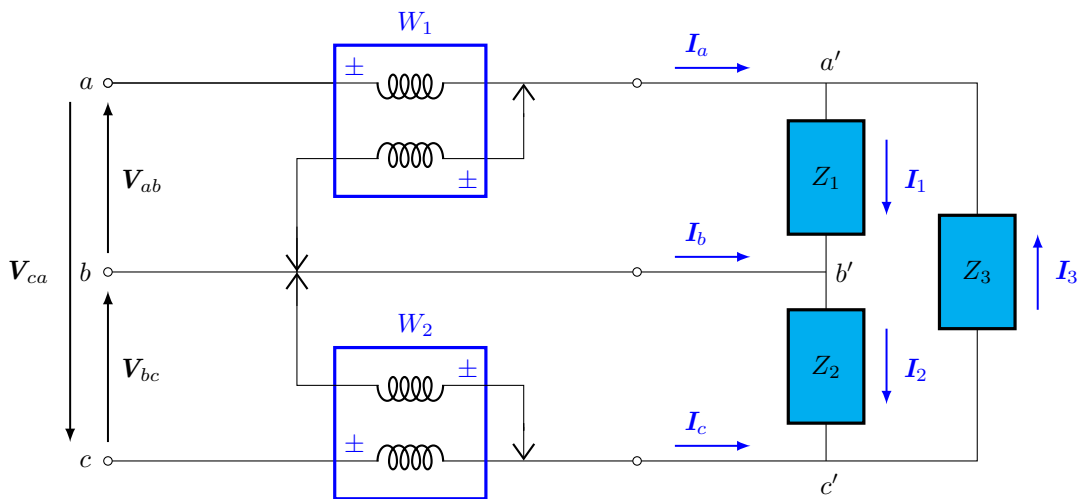 W₁
Iₐ
a
±
a′
±
Vab
Z₁
I₁
Ib
b
b′
Vca
Z₃
I₃
W₂
Vbc
±
Z₂
I₂
Ic
±
c
c′